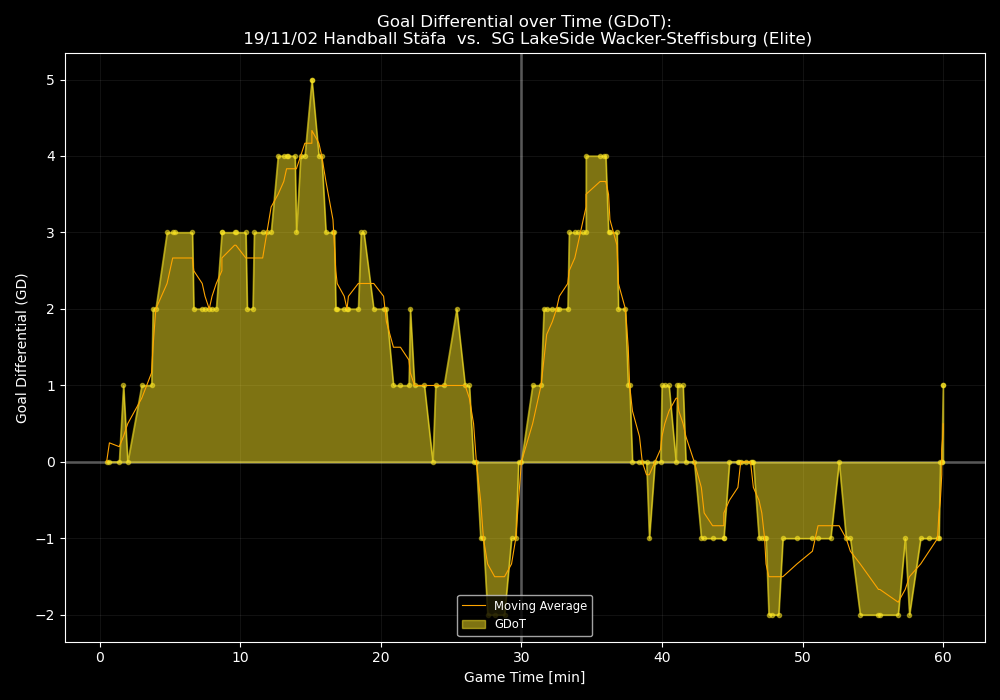 Goal Differential over Time (GDoT):
19/11/02 Handball Stäfa  vs.  SG LakeSide Wacker-Steffisburg (Elite)
Goal Differential (GD)
5
4
3
2
1
0
−1
−2
0
10
20
30
40
50
60
Game Time [min]
Moving Average
GDoT